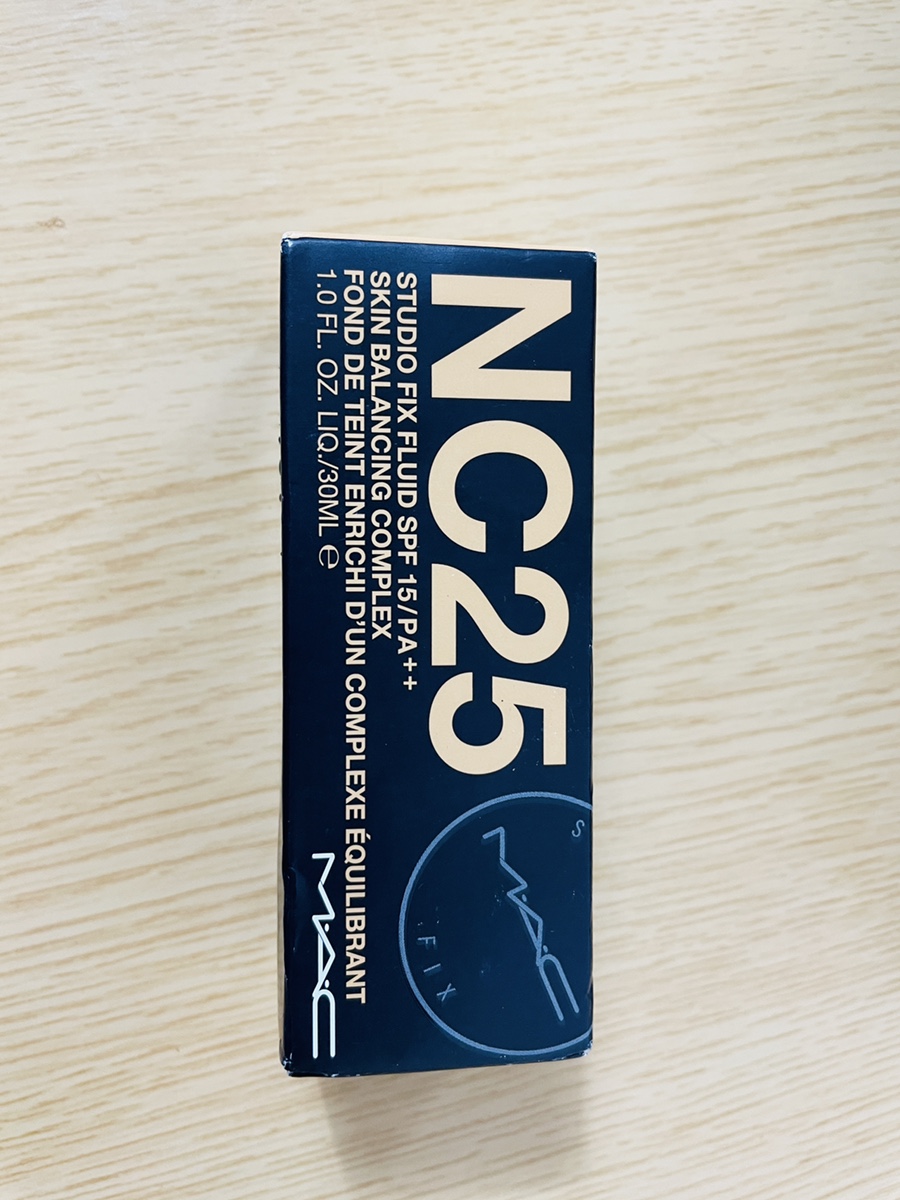 NC25
STUDIO FIX FLUID SPF 15/PA++
SKIN BALANCING COMPLEX
FOND DE TEINT ENRICHI D'UN COMPLEXE ÉQUILIBRANT
1.0 FL. OZ. LIQ./30ML ℮
M·A·C
S
M·A·C
FIX